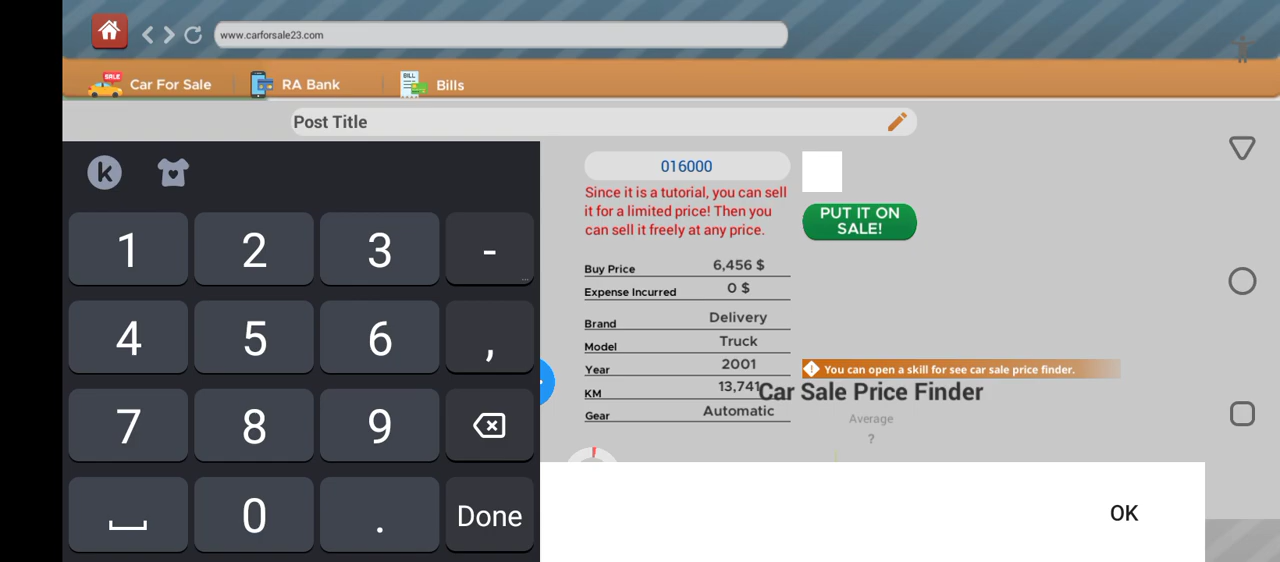 www.carforsale23.com
SALE
Car For Sale
RA Bank
BILL
Bills
Post Title
k
016000
Since it is a tutorial, you can sell
it for a limited price! Then you
can sell it freely at any price.
PUT IT ON
SALE!
Buy Price 6,456 $
Expense Incurred 0 $
Brand Delivery
Model Truck
Year 2001
KM 13,741
Gear Automatic
You can open a skill for see car sale price finder.
Car Sale Price Finder
Average
?
1 2 3 -
4 5 6 ,
7 8 9
0 . Done
OK